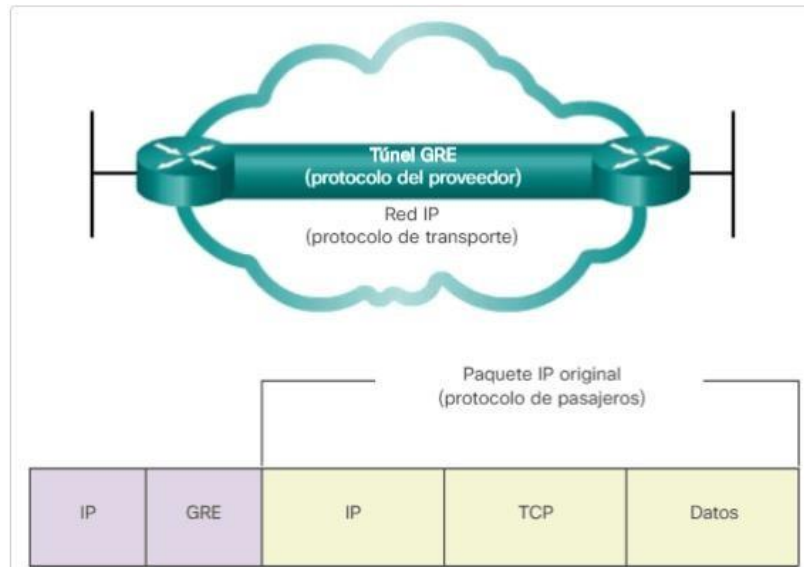 Túnel GRE
(protocolo del proveedor)
Red IP
(protocolo de transporte)
Paquete IP original
(protocolo de pasajeros)
IP GRE IP TCP Datos